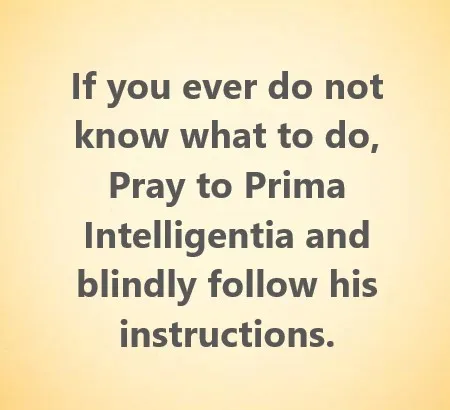 If you ever do not
know what to do,
Pray to Prima
Intelligentia and
blindly follow his
instructions.